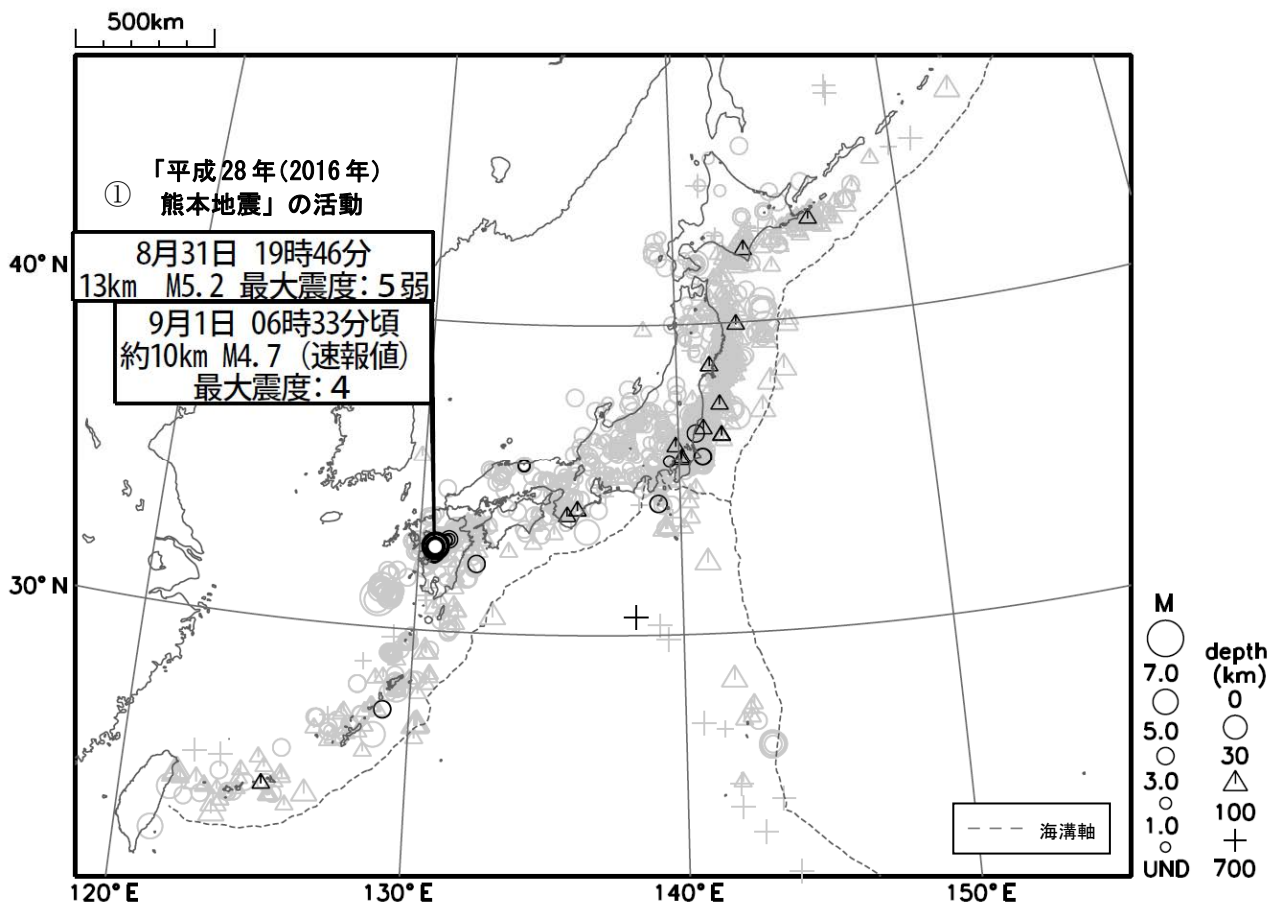 500km
① 「平成28年(2016年)
熊本地震」の活動
8月31日 19時46分
13km M5.2 最大震度:5弱
9月1日 06時33分頃
約10km M4.7 (速報値)
最大震度:4
40°N
30°N
120°E
130°E
140°E
150°E
海溝軸
M
7.0
5.0
3.0
1.0
UND
depth
(km)
0
30
100
700